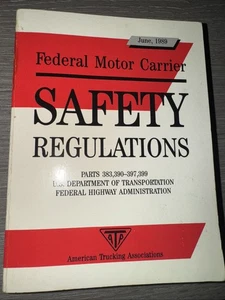 June, 1989
Federal Motor Carrier
SAFETY
REGULATIONS
PARTS 383,390-397,399
U.S. DEPARTMENT OF TRANSPORTATION
FEDERAL HIGHWAY ADMINISTRATION
ATA
American Trucking Associations